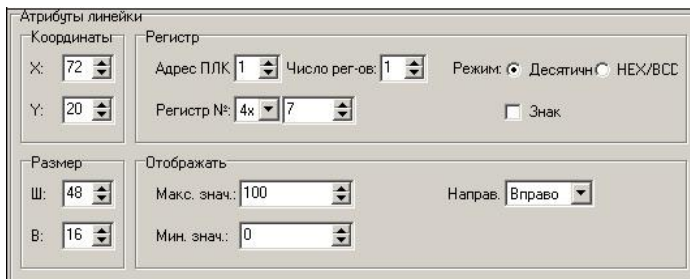 Атрибуты линейки
Координаты
Регистр
X: 72
Адрес ПЛК 1 Число рег-ов: 1 Режим: Десятичн HEX/BCD
Y: 20
Регистр №: 4x 7 Знак
Размер
Отображать
Ш: 48
Макс. знач.: 100 Направ. Вправо
В: 16
Мин. знач.: 0